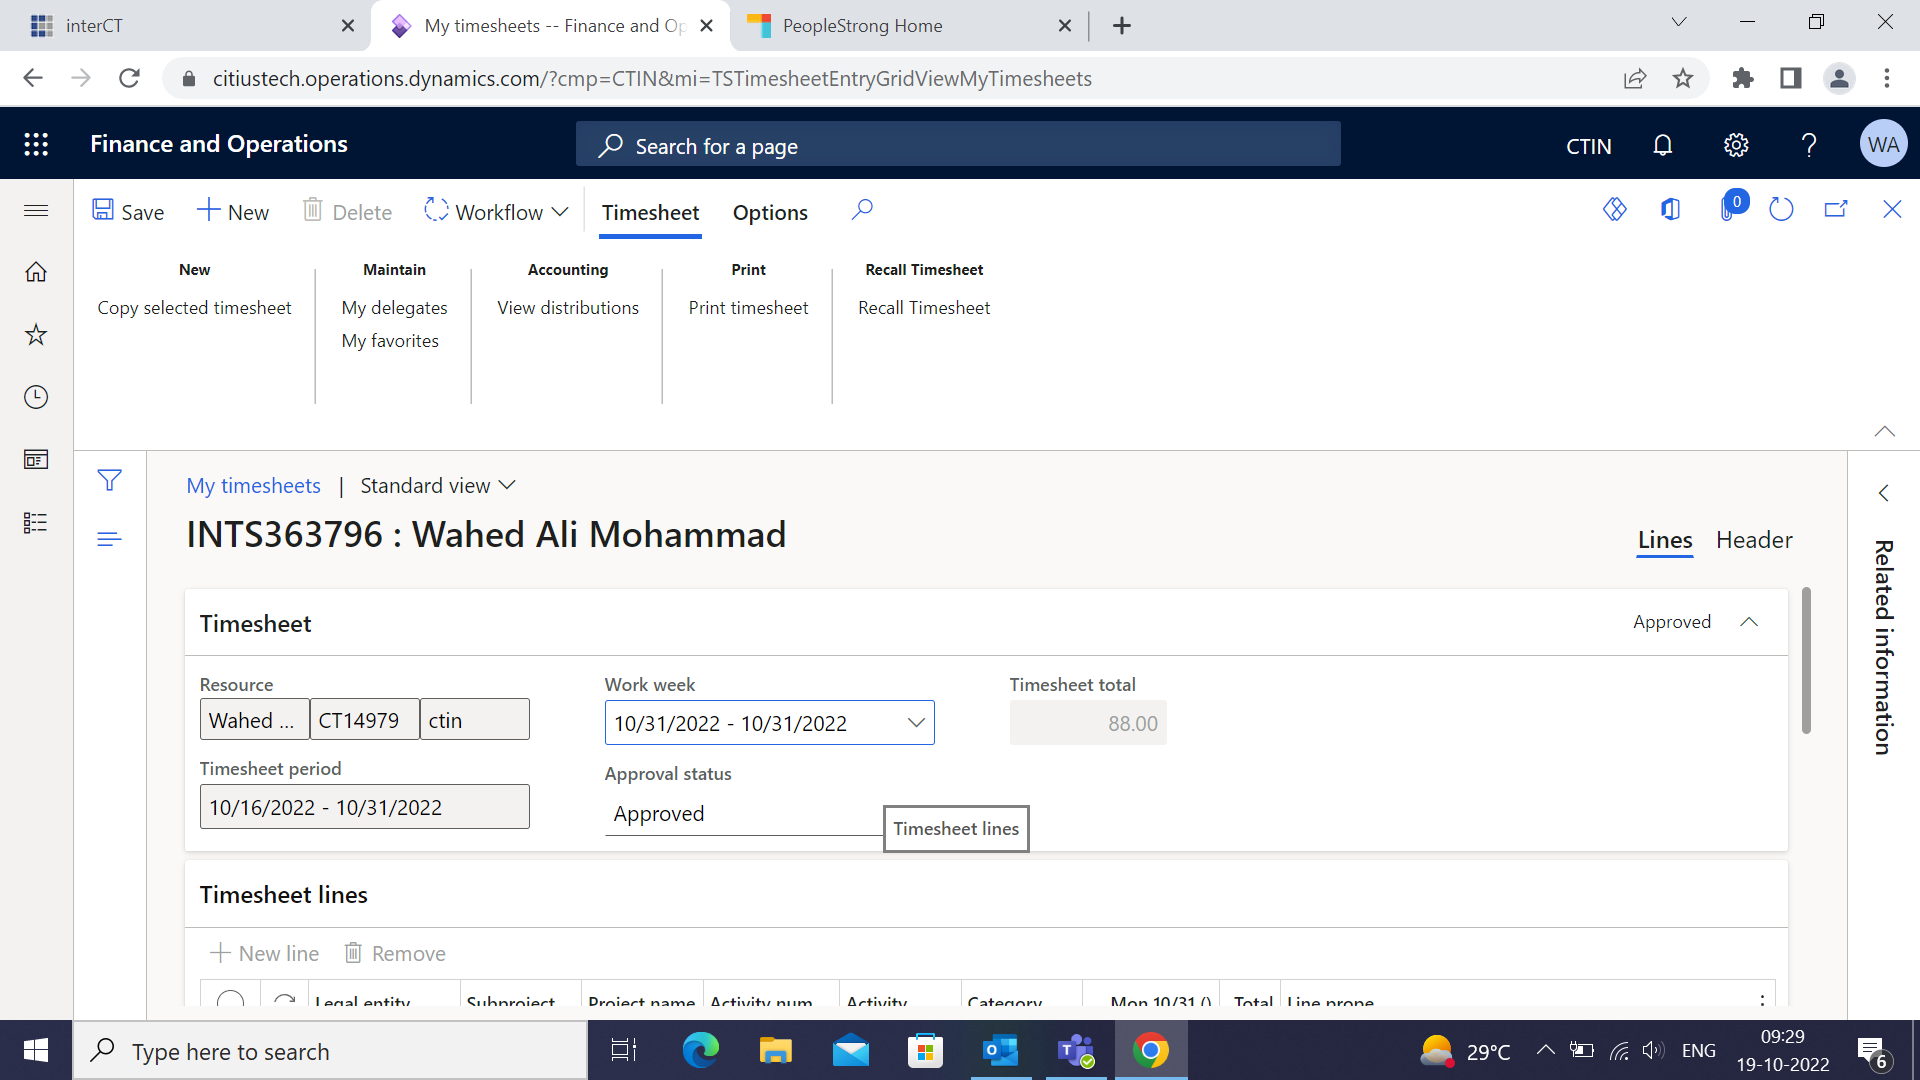 interCT
My timesheets -- Finance and Op
PeopleStrong Home
citiustech.operations.dynamics.com/?cmp=CTIN&mi=TSTimesheetEntryGridViewMyTimesheets
Finance and Operations
Search for a page
CTIN
WA
Save
New
Delete
Workflow
Timesheet
Options
0
New
Maintain
Accounting
Print
Recall Timesheet
Copy selected timesheet
My delegates
View distributions
Print timesheet
Recall Timesheet
My favorites
My timesheets | Standard view
INTS363796 : Wahed Ali Mohammad
Lines
Header
Related information
Timesheet
Approved
Resource
Work week
Timesheet total
Wahed ...
CT14979
ctin
10/31/2022 - 10/31/2022
88.00
Timesheet period
Approval status
10/16/2022 - 10/31/2022
Approved
Timesheet lines
Timesheet lines
New line
Remove
Legal entity
Subproject
Project name
Activity num
Activity
Category
Mon 10/31 ()
Total
Line prope
Type here to search
29°C
ENG
09:29
19-10-2022
6